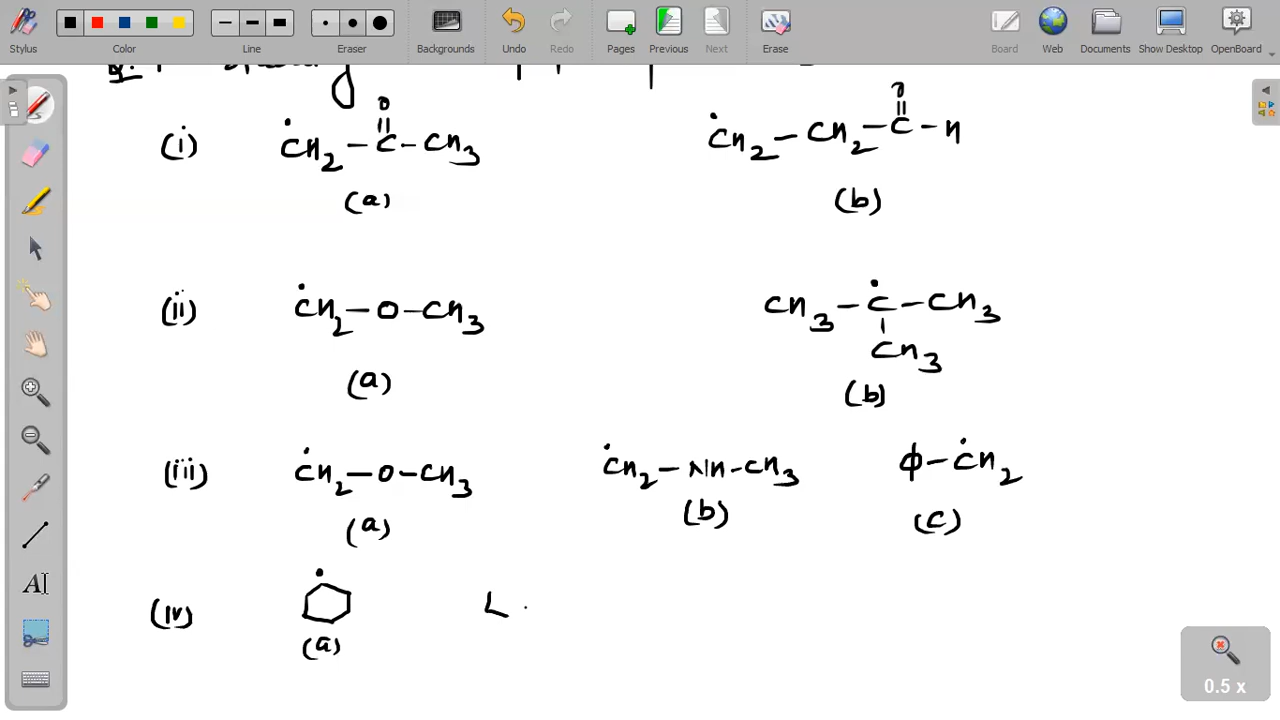 Stylus Color Line Eraser Backgrounds Undo Redo Pages Previous Next Erase Board Web Documents Show Desktop OpenBoard
(i) ĊH2 – C – CH3 ĊH2 – CH2 – C – H
O O
(a) (b)
(ii) ĊH2 – O – CH3 CH3 – Ċ – CH3
CH3
(a) (b)
(iii) ĊH2 – O – CH3 ĊH2 – NH – CH3 Φ – ĊH2
(a) (b) (c)
(iv)
(a)
0.5 x